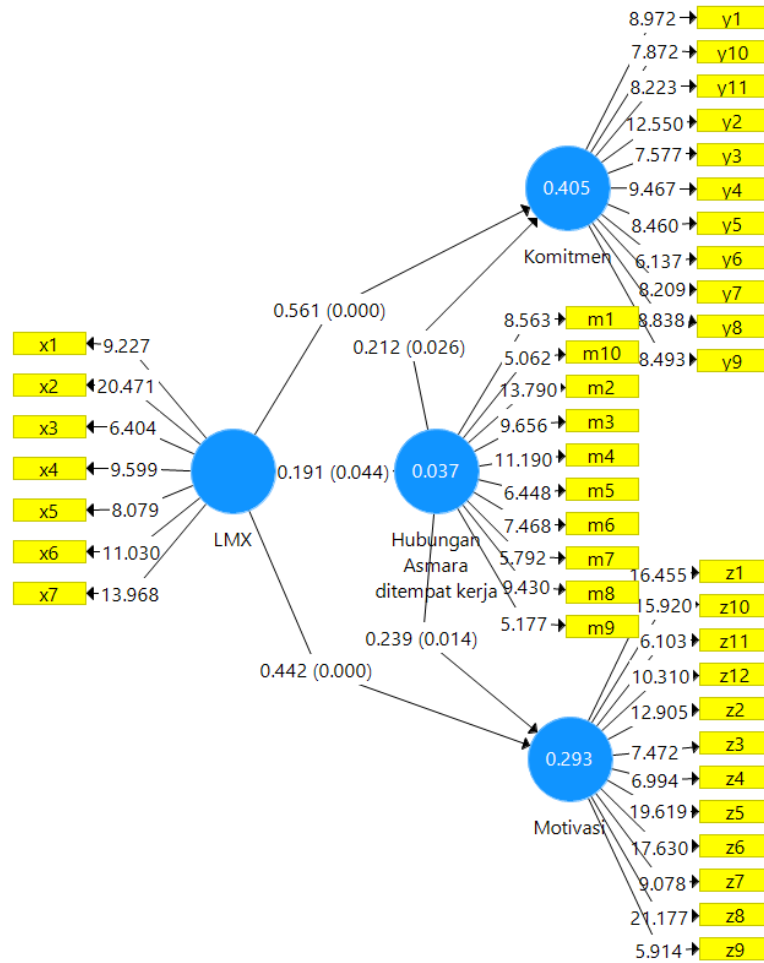 x1
9.227
x2
20.471
x3
6.404
x4
9.599
x5
8.079
x6
11.030
x7
13.968
LMX
0.561 (0.000)
0.191 (0.044)
0.442 (0.000)
0.212 (0.026)
0.239 (0.014)
0.405
Komitmen
8.972
y1
7.872
y10
8.223
y11
12.550
y2
7.577
y3
9.467
y4
8.460
y5
6.137
y6
8.209
y7
8.838
y8
8.493
y9
0.037
Hubungan
Asmara
ditempat kerja
8.563
m1
5.062
m10
13.790
m2
9.656
m3
11.190
m4
6.448
m5
7.468
m6
5.792
m7
9.430
m8
5.177
m9
0.293
Motivasi
16.455
z1
15.920
z10
6.103
z11
10.310
z12
12.905
z2
7.472
z3
6.994
z4
19.619
z5
17.630
z6
9.078
z7
21.177
z8
5.914
z9